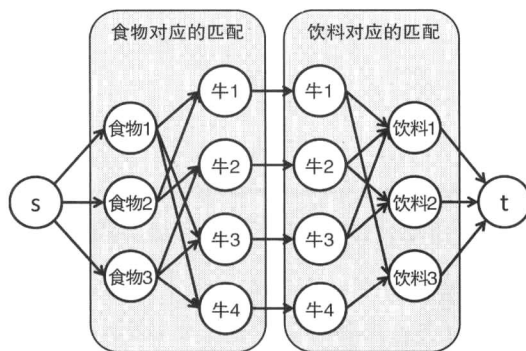 食物对应的匹配
饮料对应的匹配
牛1
牛1
食物1
饮料1
牛2
牛2
s
食物2
饮料2
t
牛3
牛3
食物3
饮料3
牛4
牛4